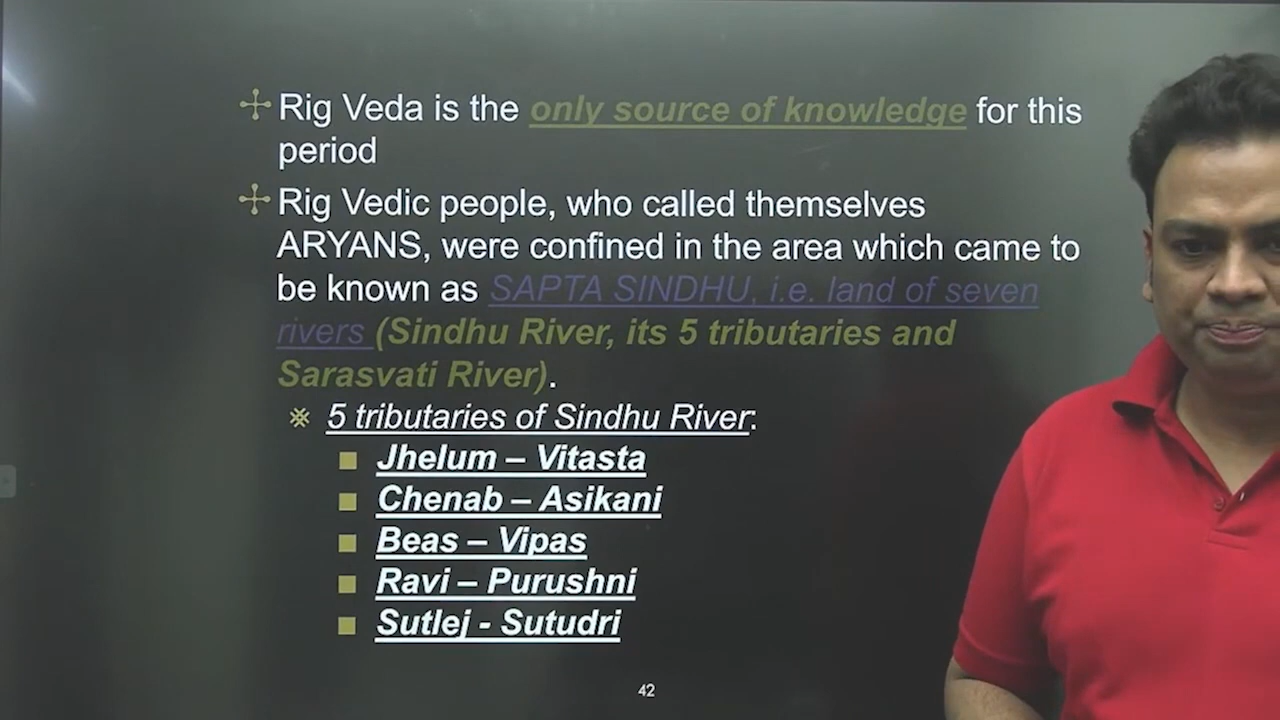 Rig Veda is the only source of knowledge for this
period
Rig Vedic people, who called themselves
ARYANS, were confined in the area which came to
be known as SAPTA SINDHU, i.e. land of seven
rivers (Sindhu River, its 5 tributaries and
Sarasvati River).
5 tributaries of Sindhu River:
Jhelum – Vitasta
Chenab – Asikani
Beas – Vipas
Ravi – Purushni
Sutlej - Sutudri
42